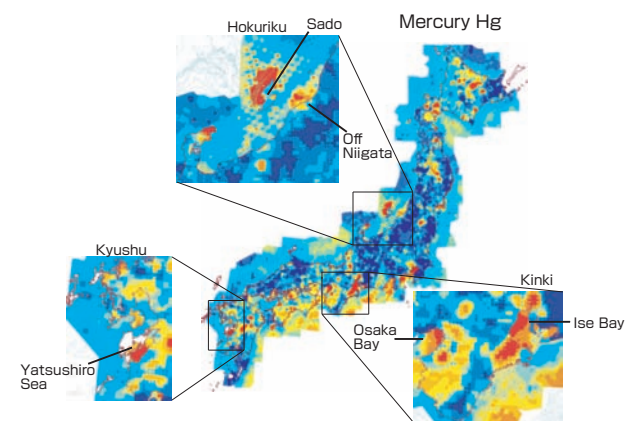 Mercury Hg
Hokuriku
Sado
Off
Niigata
Kyushu
Yatsushiro
Sea
Kinki
Osaka
Bay
Ise Bay